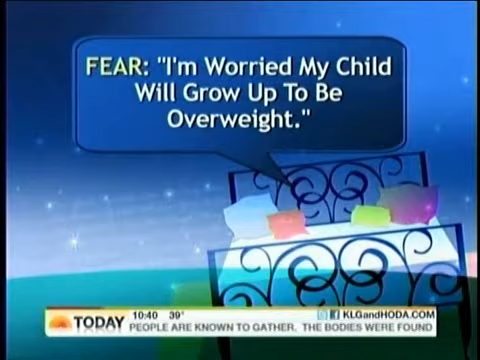 FEAR: "I'm Worried My Child
Will Grow Up To Be
Overweight."
TODAY
10:40 39° KLGandHODA.COM
PEOPLE ARE KNOWN TO GATHER. THE BODIES WERE FOUND